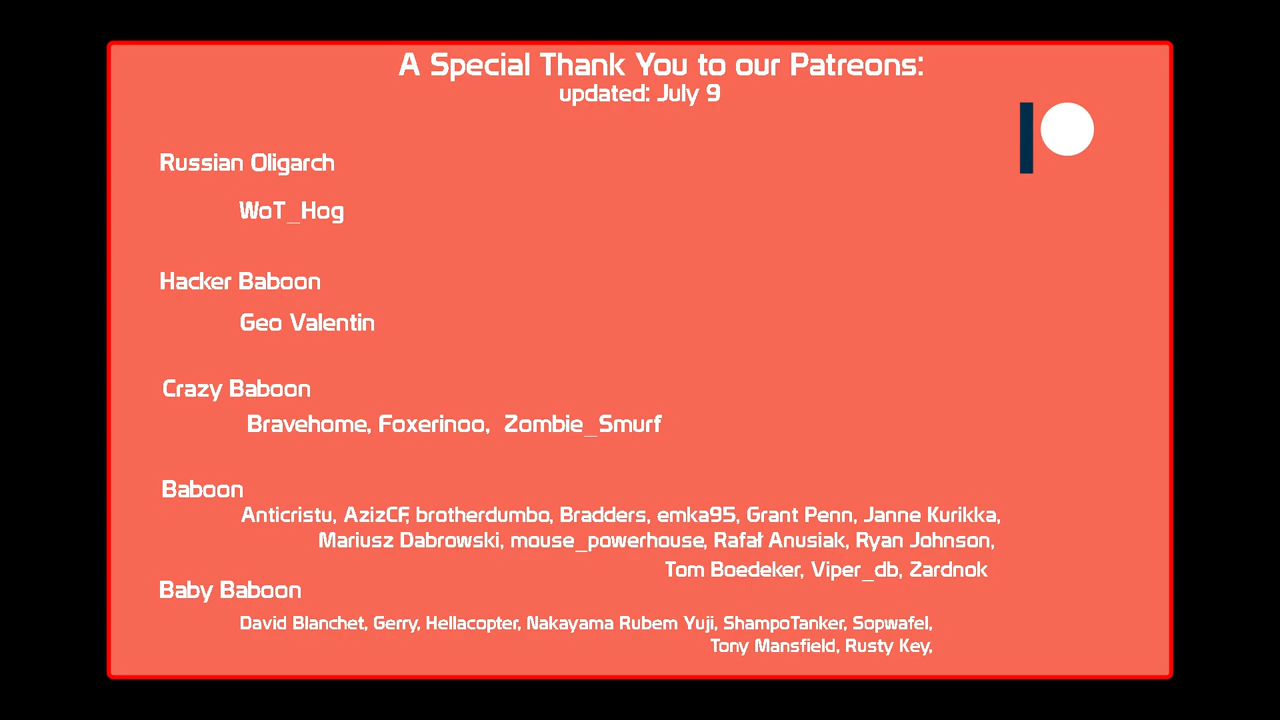 A Special Thank You to our Patreons:
updated: July 9
Russian Oligarch
WoT_Hog
Hacker Baboon
Geo Valentin
Crazy Baboon
Bravehome, Foxerinoo, Zombie_Smurf
Baboon
Anticristu, AzizCF, brotherdumbo, Bradders, emka95, Grant Penn, Janne Kurikka,
Mariusz Dabrowski, mouse_powerhouse, Rafał Anusiak, Ryan Johnson,
Tom Boedeker, Viper_db, Zardnok
Baby Baboon
David Blanchet, Gerry, Hellacopter, Nakayama Rubem Yuji, ShampoTanker, Sopwafel,
Tony Mansfield, Rusty Key,